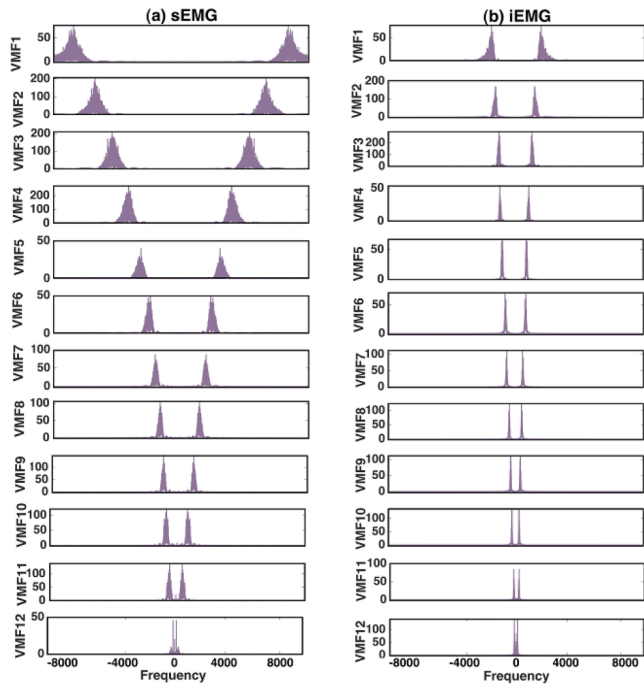 (a) sEMG
VMF1 50 0
VMF2 200 100 0
VMF3 200 100 0
VMF4 200 100 0
VMF5 50 0
VMF6 50 0
VMF7 100 50 0
VMF8 100 50 0
VMF9 100 50 0
VMF10 100 50 0
VMF11 100 50 0
VMF12 50 0
-8000 -4000 0 4000 8000
Frequency
(b) iEMG
VMF1 50 0
VMF2 100 0
VMF3 200 100 0
VMF4 50 0
VMF5 50 0
VMF6 50 0
VMF7 100 50 0
VMF8 100 50 0
VMF9 100 50 0
VMF10 100 50 0
VMF11 100 50 0
VMF12 100 50 0
-8000 -4000 0 4000 8000
Frequency